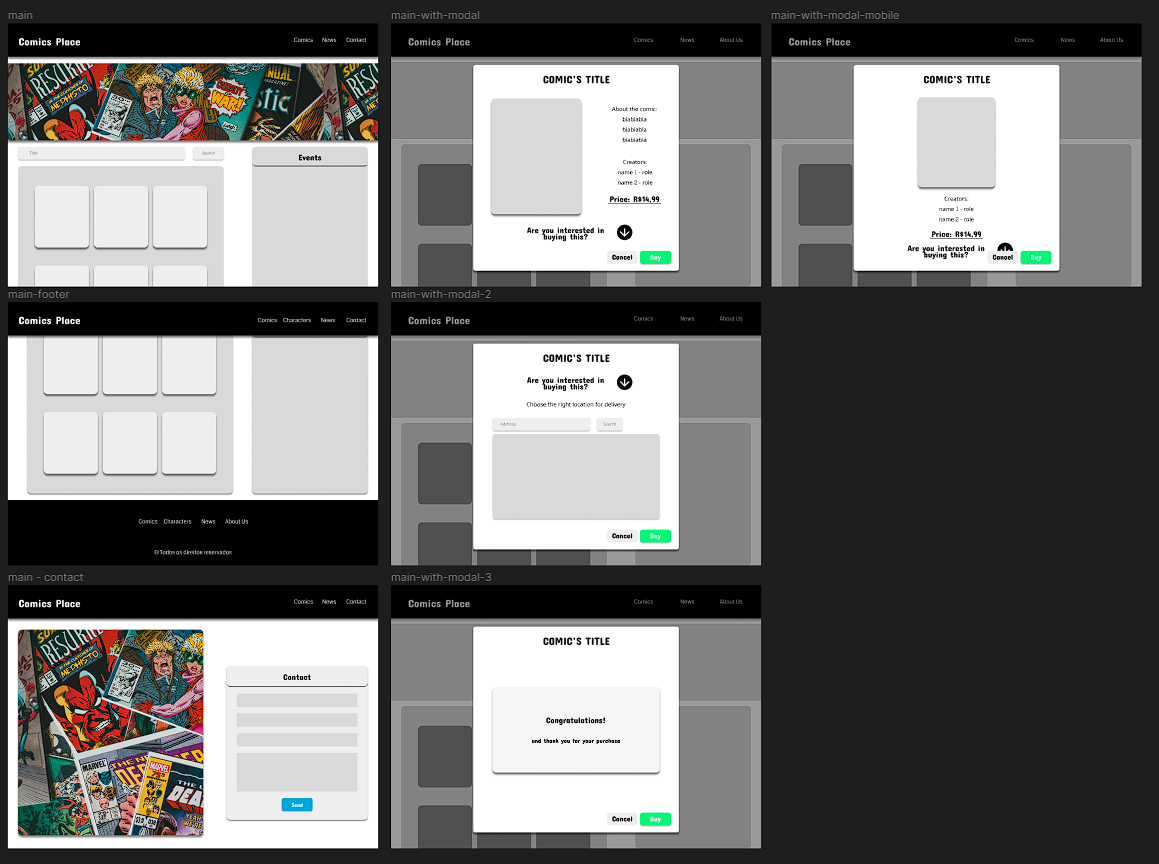 main
Comics Place
Comics News Contact
RESURR
MEPHISTO
WAR!
Title
Search
Events
main-with-modal
Comics Place
Comics News About Us
COMIC'S TITLE
About the comic:
blablabla
blablabla
blablabla
Creators:
name 1 - role
name 2 - role
Price: R$14,99
Are you interested in
buying this?
Cancel Buy
main-with-modal-mobile
Comics Place
Comics News About Us
COMIC'S TITLE
Creators:
name 1 - role
name 2 - role
Price: R$14,99
Are you interested in
buying this?
Cancel Buy
main-footer
Comics Place
Comics Characters News Contact
Comics Characters News About Us
© Todos os direitos reservados
main-with-modal-2
Comics Place
Comics News About Us
COMIC'S TITLE
Are you interested in
buying this?
Choose the right location for delivery
Address
Search
Cancel Buy
main - contact
Comics Place
Comics News Contact
MEPHISTO
MARVEL
MARVEL
Contact
Send
main-with-modal-3
Comics Place
Comics News About Us
COMIC'S TITLE
Congratulations!
and thank you for your purchase
Cancel Buy